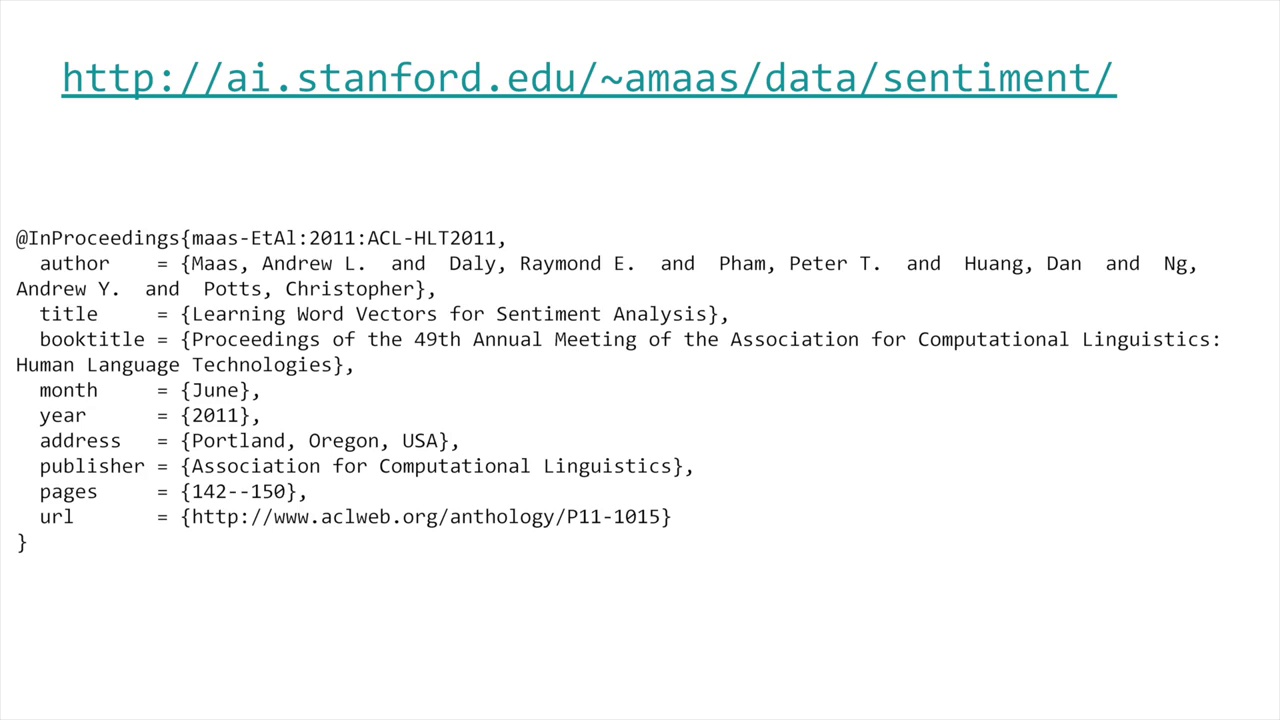 http://ai.stanford.edu/~amaas/data/sentiment/
@InProceedings{maas-EtAl:2011:ACL-HLT2011,
  author    = {Maas, Andrew L.  and  Daly, Raymond E.  and  Pham, Peter T.  and  Huang, Dan  and  Ng,
Andrew Y.  and  Potts, Christopher},
  title     = {Learning Word Vectors for Sentiment Analysis},
  booktitle = {Proceedings of the 49th Annual Meeting of the Association for Computational Linguistics:
Human Language Technologies},
  month     = {June},
  year      = {2011},
  address   = {Portland, Oregon, USA},
  publisher = {Association for Computational Linguistics},
  pages     = {142--150},
  url       = {http://www.aclweb.org/anthology/P11-1015}
}